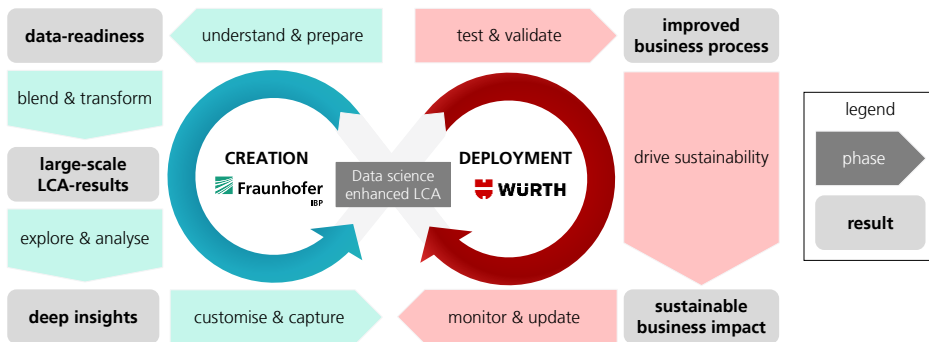 data-readiness
understand & prepare
test & validate
improved
business process
blend & transform
legend
large-scale
LCA-results
CREATION
Fraunhofer
IBP
Data science
enhanced LCA
DEPLOYMENT
WÜRTH
drive sustainability
phase
explore & analyse
result
deep insights
customise & capture
monitor & update
sustainable
business impact